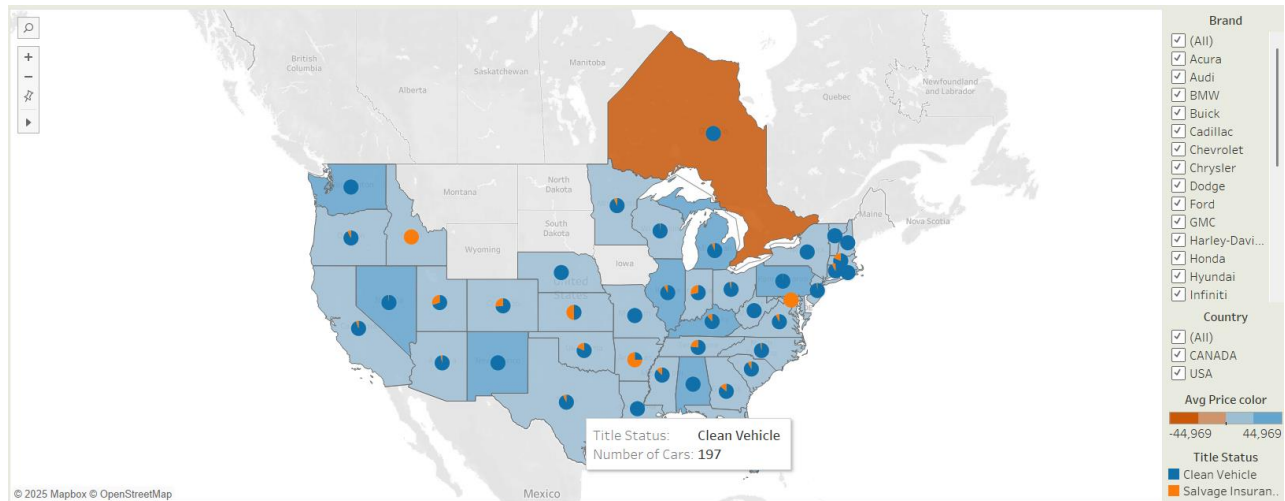 British
Columbia
Alberta
Saskatchewan
Manitoba
Quebec
Newfoundland
and Labrador
Maine
Nova Scotia
Montana
North
Dakota
South
Dakota
Wyoming
Iowa
United
States
Mexico
Title Status: Clean Vehicle
Number of Cars: 197
© 2025 Mapbox © OpenStreetMap
Brand
(All)
Acura
Audi
BMW
Buick
Cadillac
Chevrolet
Chrysler
Dodge
Ford
GMC
Harley-Davi...
Honda
Hyundai
Infiniti
Country
(All)
CANADA
USA
Avg Price color
-44,969 44,969
Title Status
Clean Vehicle
Salvage Insuran..